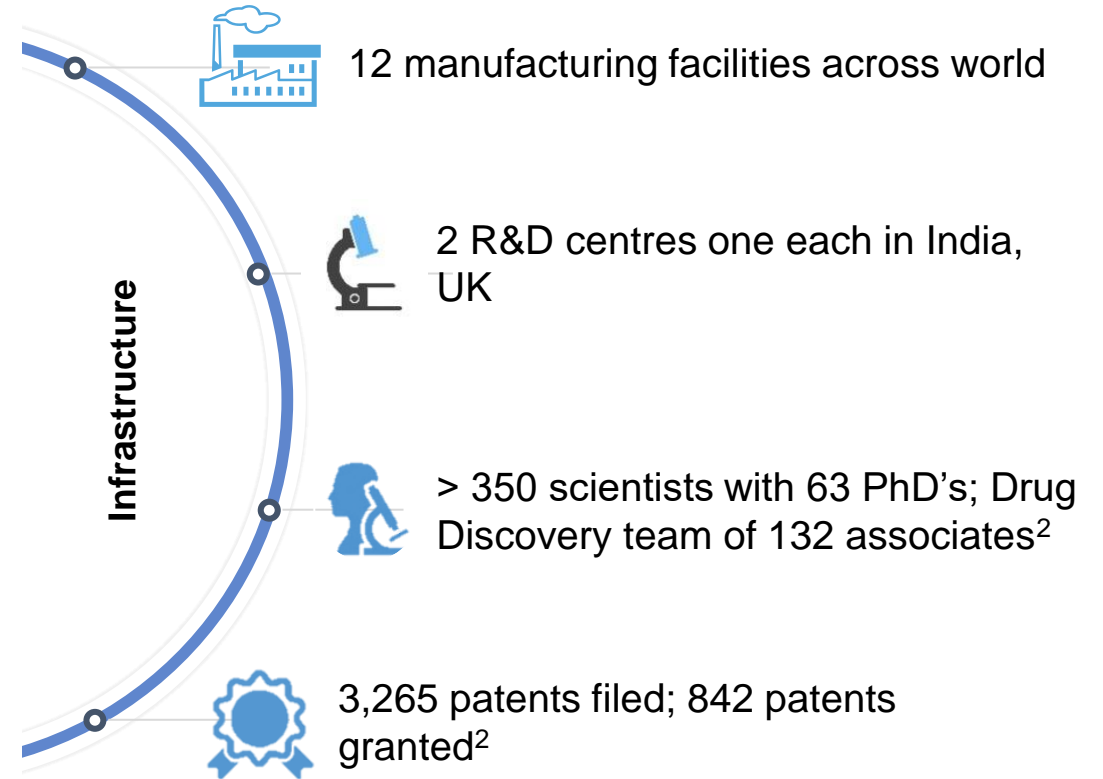 12 manufacturing facilities across world
2 R&D centres one each in India,
UK
Infrastructure
> 350 scientists with 63 PhD’s; Drug
Discovery team of 132 associates²
3,265 patents filed; 842 patents
granted²